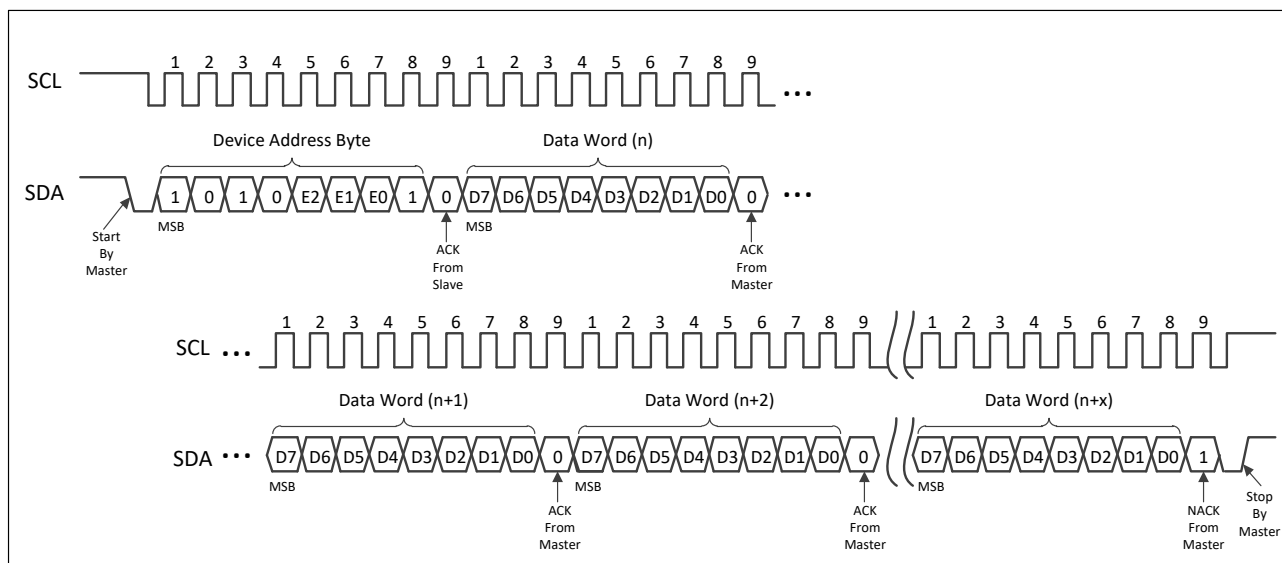 1 2 3 4 5 6 7 8 9 1 2 3 4 5 6 7 8 9
SCL •••
Device Address Byte Data Word (n)
SDA 1 0 1 0 E2 E1 E0 1 0 D7 D6 D5 D4 D3 D2 D1 D0 0 •••
MSB MSB
Start
By
Master
ACK
From
Slave
ACK
From
Master
1 2 3 4 5 6 7 8 9 1 2 3 4 5 6 7 8 9 1 2 3 4 5 6 7 8 9
SCL •••
Data Word (n+1) Data Word (n+2) Data Word (n+x)
SDA ••• D7 D6 D5 D4 D3 D2 D1 D0 0 D7 D6 D5 D4 D3 D2 D1 D0 0 D7 D6 D5 D4 D3 D2 D1 D0 1
MSB MSB MSB
ACK
From
Master
ACK
From
Master
NACK
From
Master
Stop
By
Master